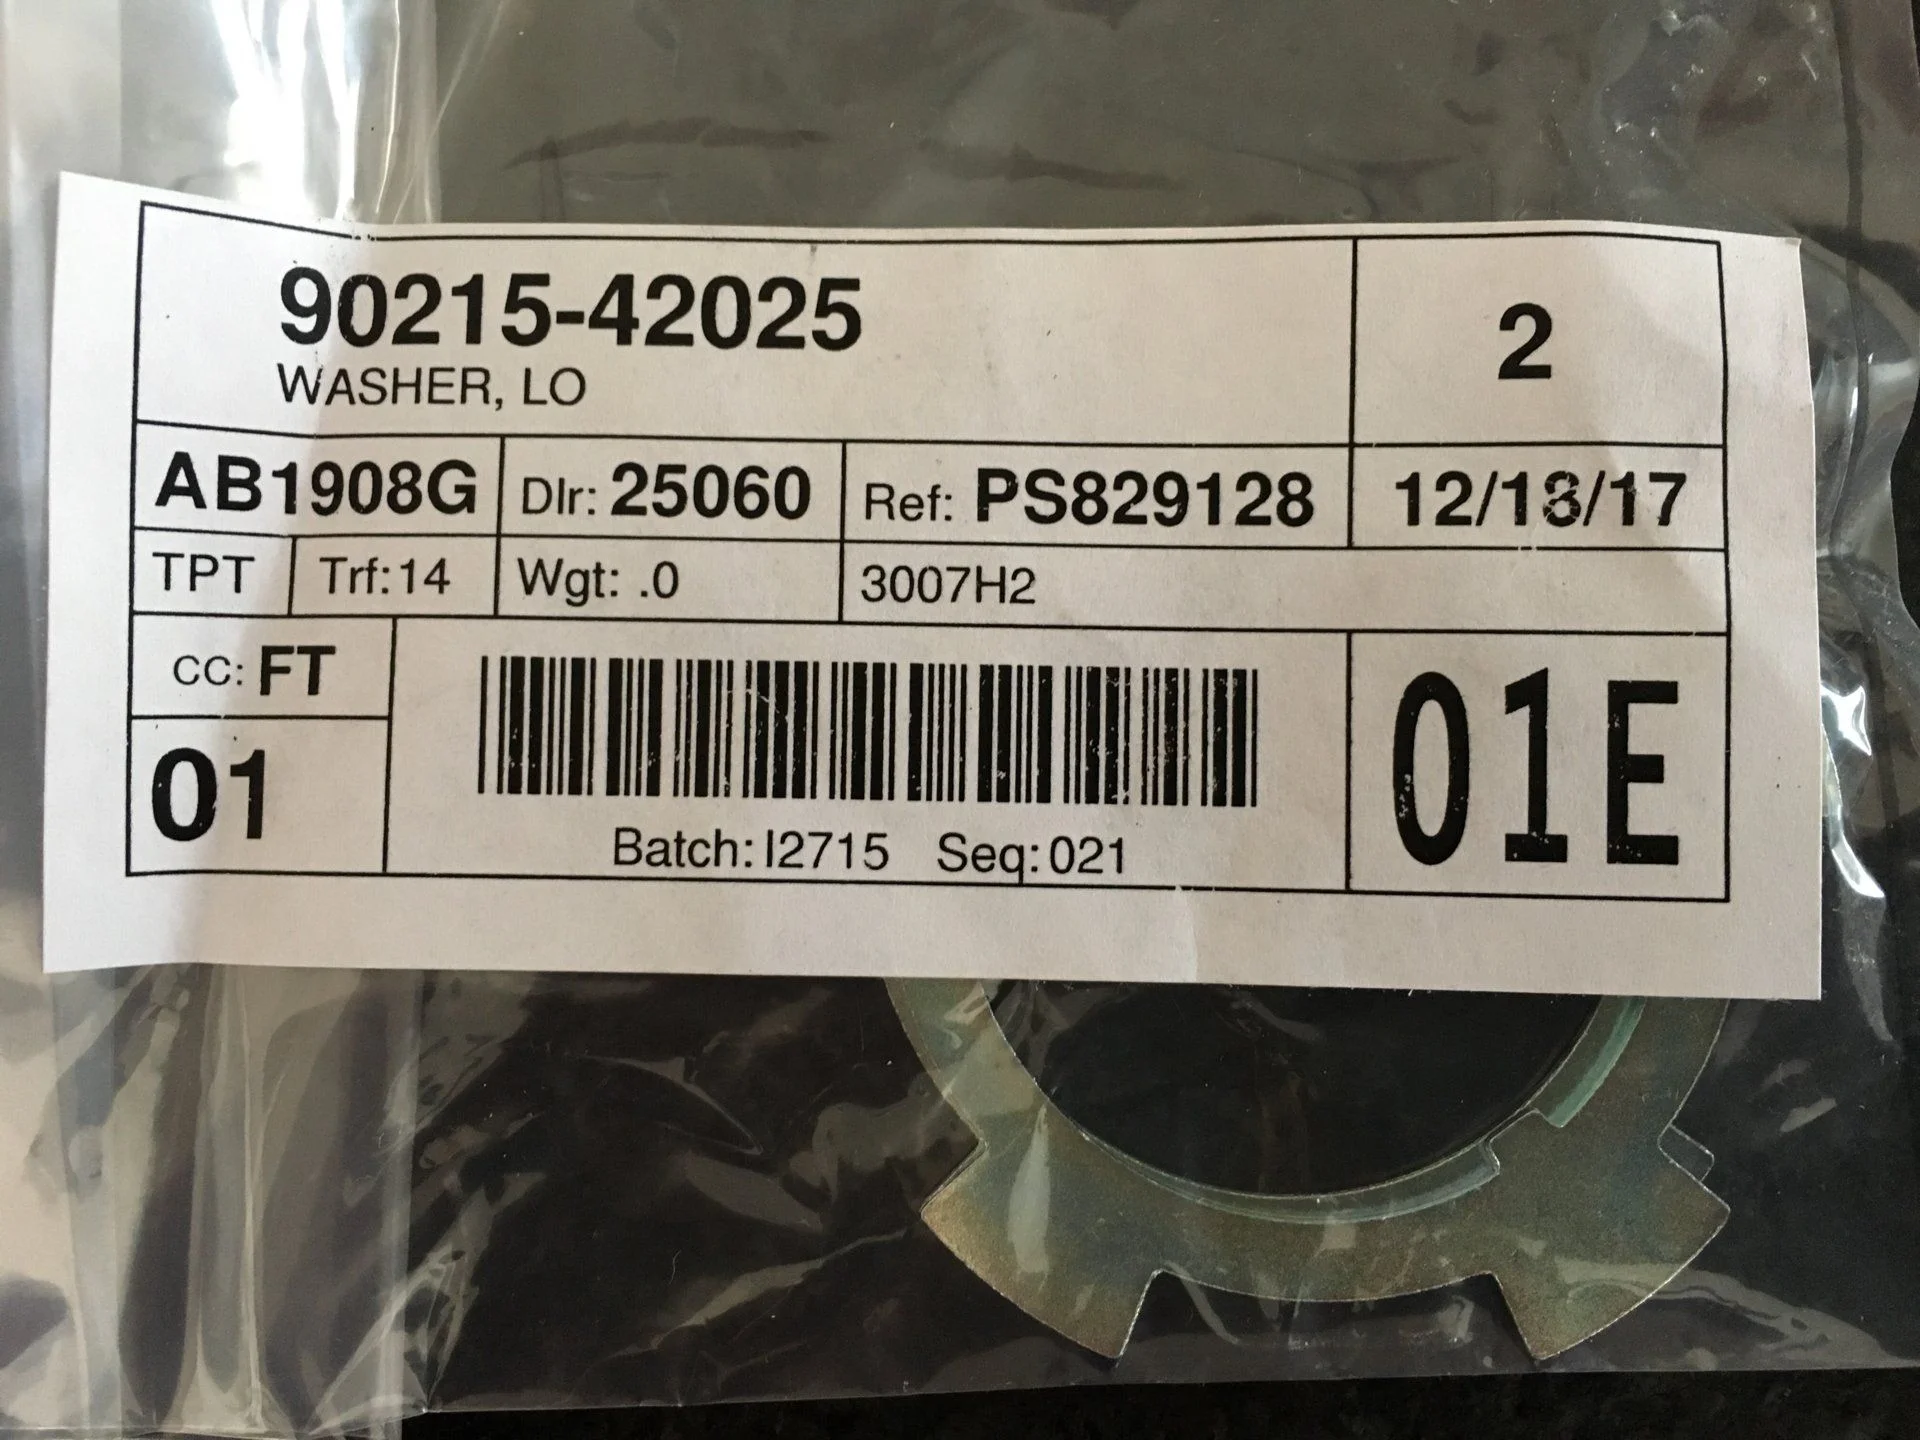 90215-42025
WASHER, LO
2
AB1908G
Dlr: 25060
Ref: PS829128
12/18/17
TPT
Trf: 14
Wgt: .0
3007H2
CC: FT
01
Batch: I2715 Seq: 021
01E